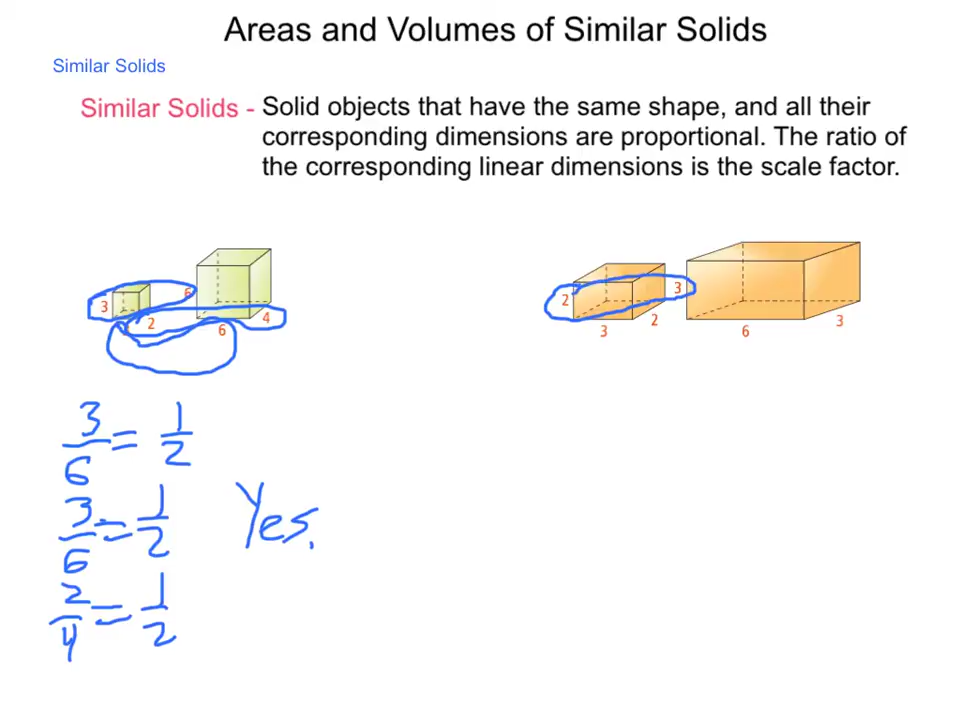 Areas and Volumes of Similar Solids
Similar Solids
Similar Solids - Solid objects that have the same shape, and all their
corresponding dimensions are proportional. The ratio of
the corresponding linear dimensions is the scale factor.
3
2
6
6
4
2
3
2
3
6
3
3/6 = 1/2
3/6 = 1/2
Yes.
2/4 = 1/2